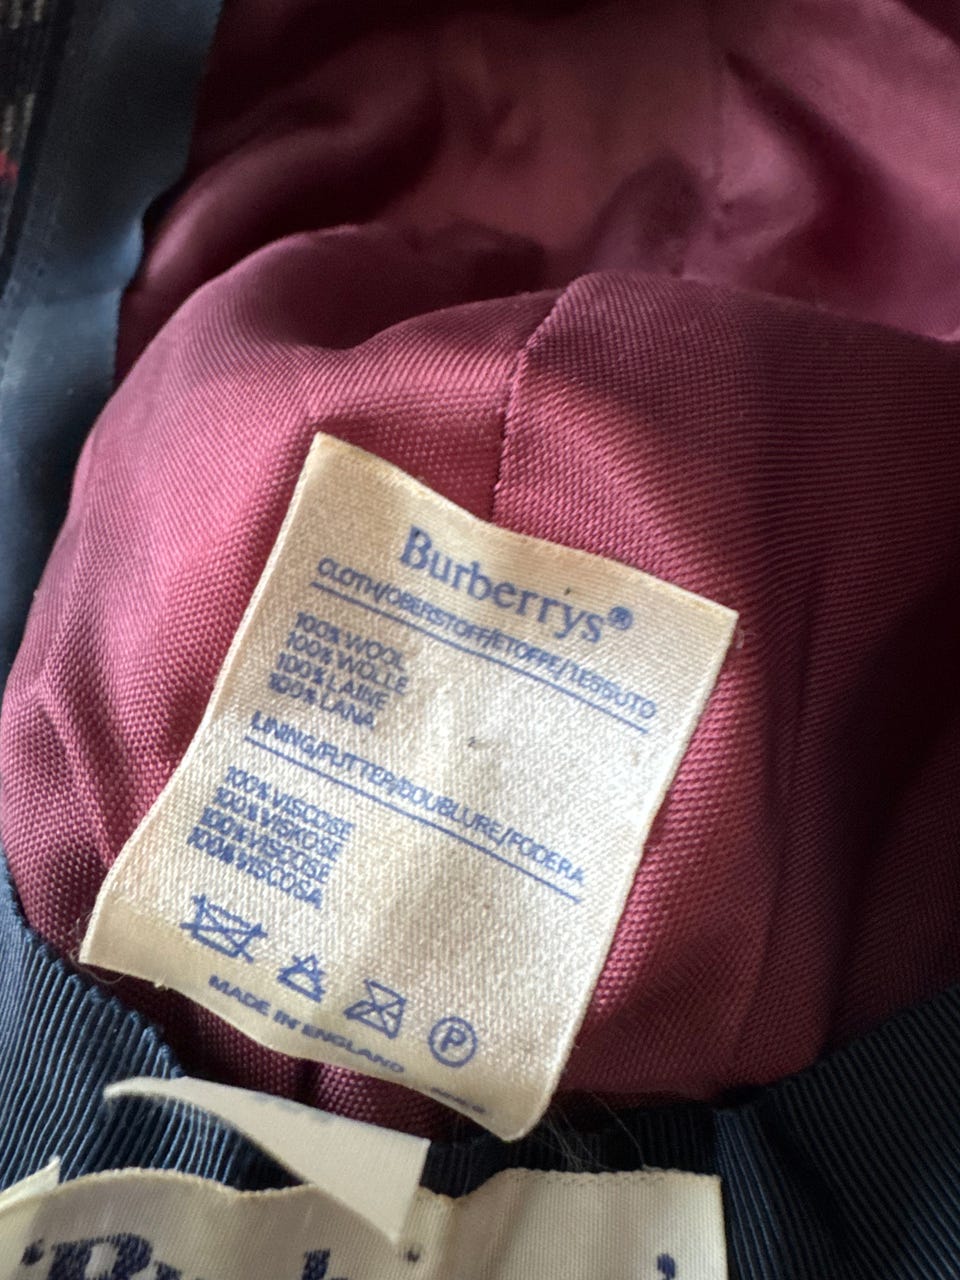 Burberrys®
CLOTH/OBERSTOFF/ETOFFE/TESSUTO
100% WOOL
100% WOLLE
100% LAINE
100% LANA
LINING/FUTTER/DOUBLURE/FODERA
100% VISCOSE
100% VISKOSE
100% VISCOSE
100% VISCOSA
P
MADE IN ENGLAND